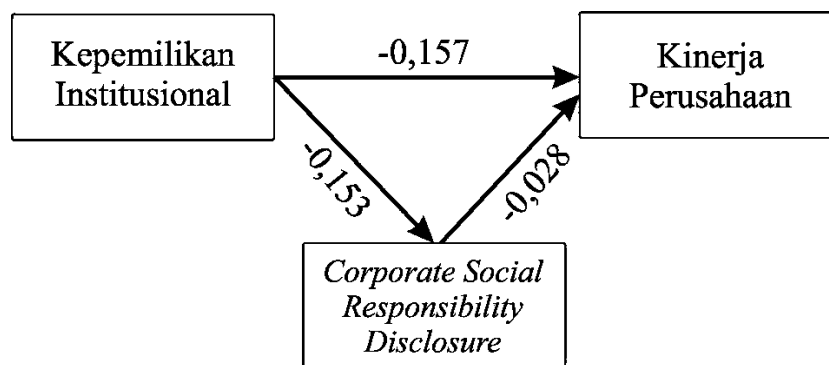 Kepemilikan
Institusional
-0,157
Kinerja
Perusahaan
-0,153
-0,028
Corporate Social
Responsibility
Disclosure